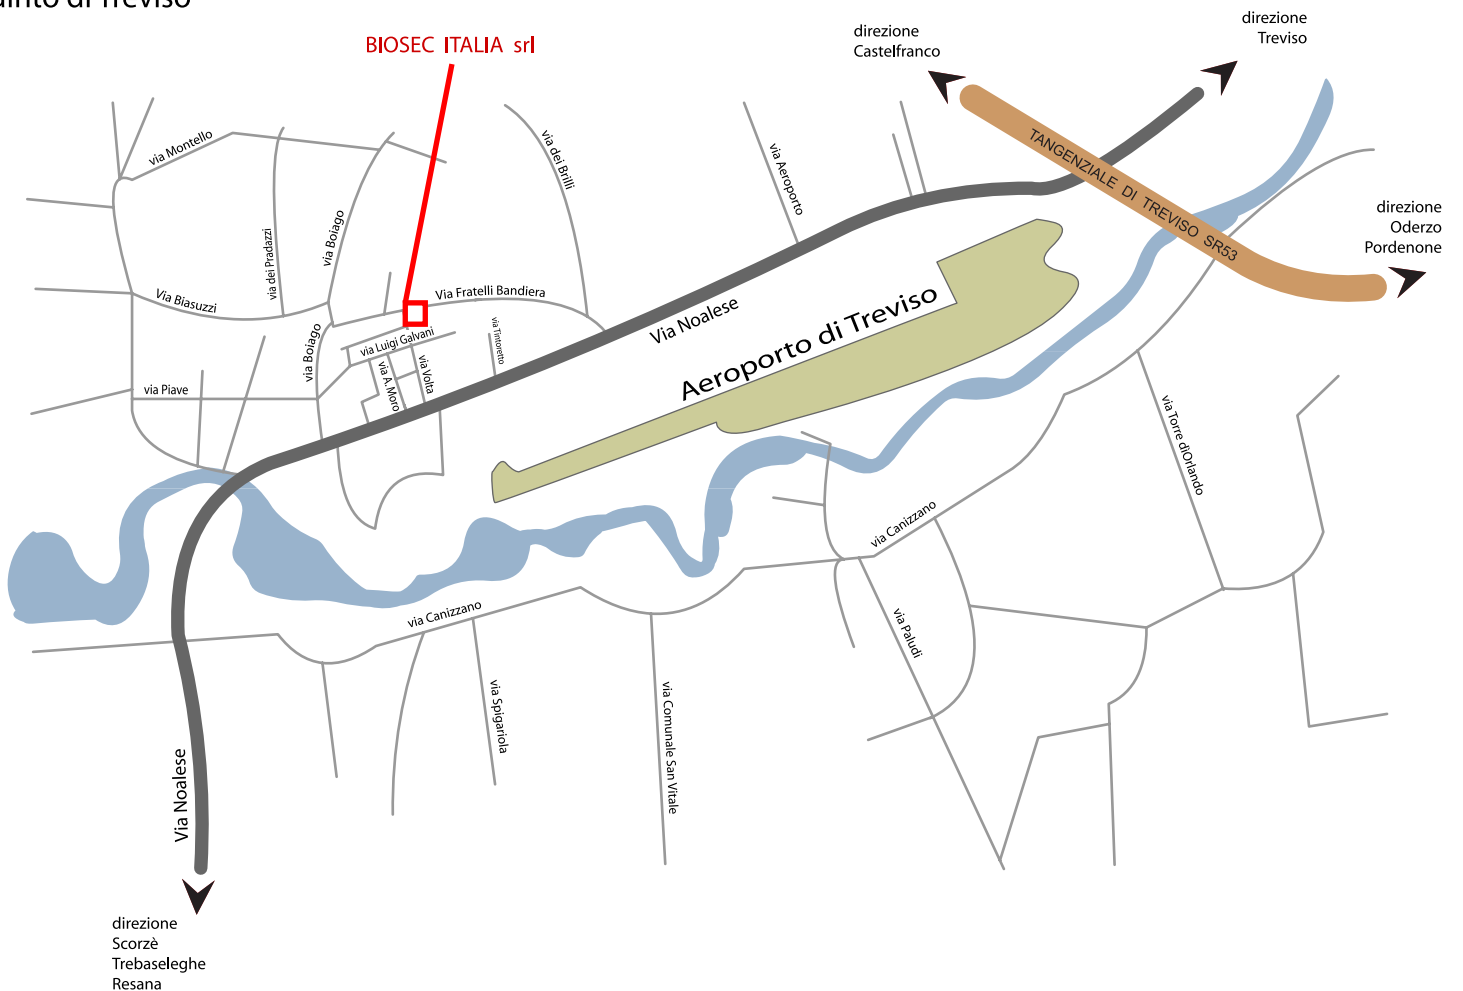 di Treviso
BIOSEC ITALIA srl
direzione
Castelfranco
direzione
Treviso
TANGENZIALE DI TREVISO SR53
direzione
Oderzo
Pordenone
via Montello
via dei Brilli
via Aeroporto
via dei Pradazzi
via Boiago
Via Biasuzzi
Via Fratelli Bandiera
Via Noalese
Aeroporto di Treviso
via Boiago
via Luigi Galvani
via Tintoretto
via Piave
via A. Moro
via Volta
via Torre diOrlando
via Canizzano
via Canizzano
via Paludi
via Spigariola
via Comunale San Vitale
Via Noalese
direzione
Scorzè
Trebaseleghe
Resana